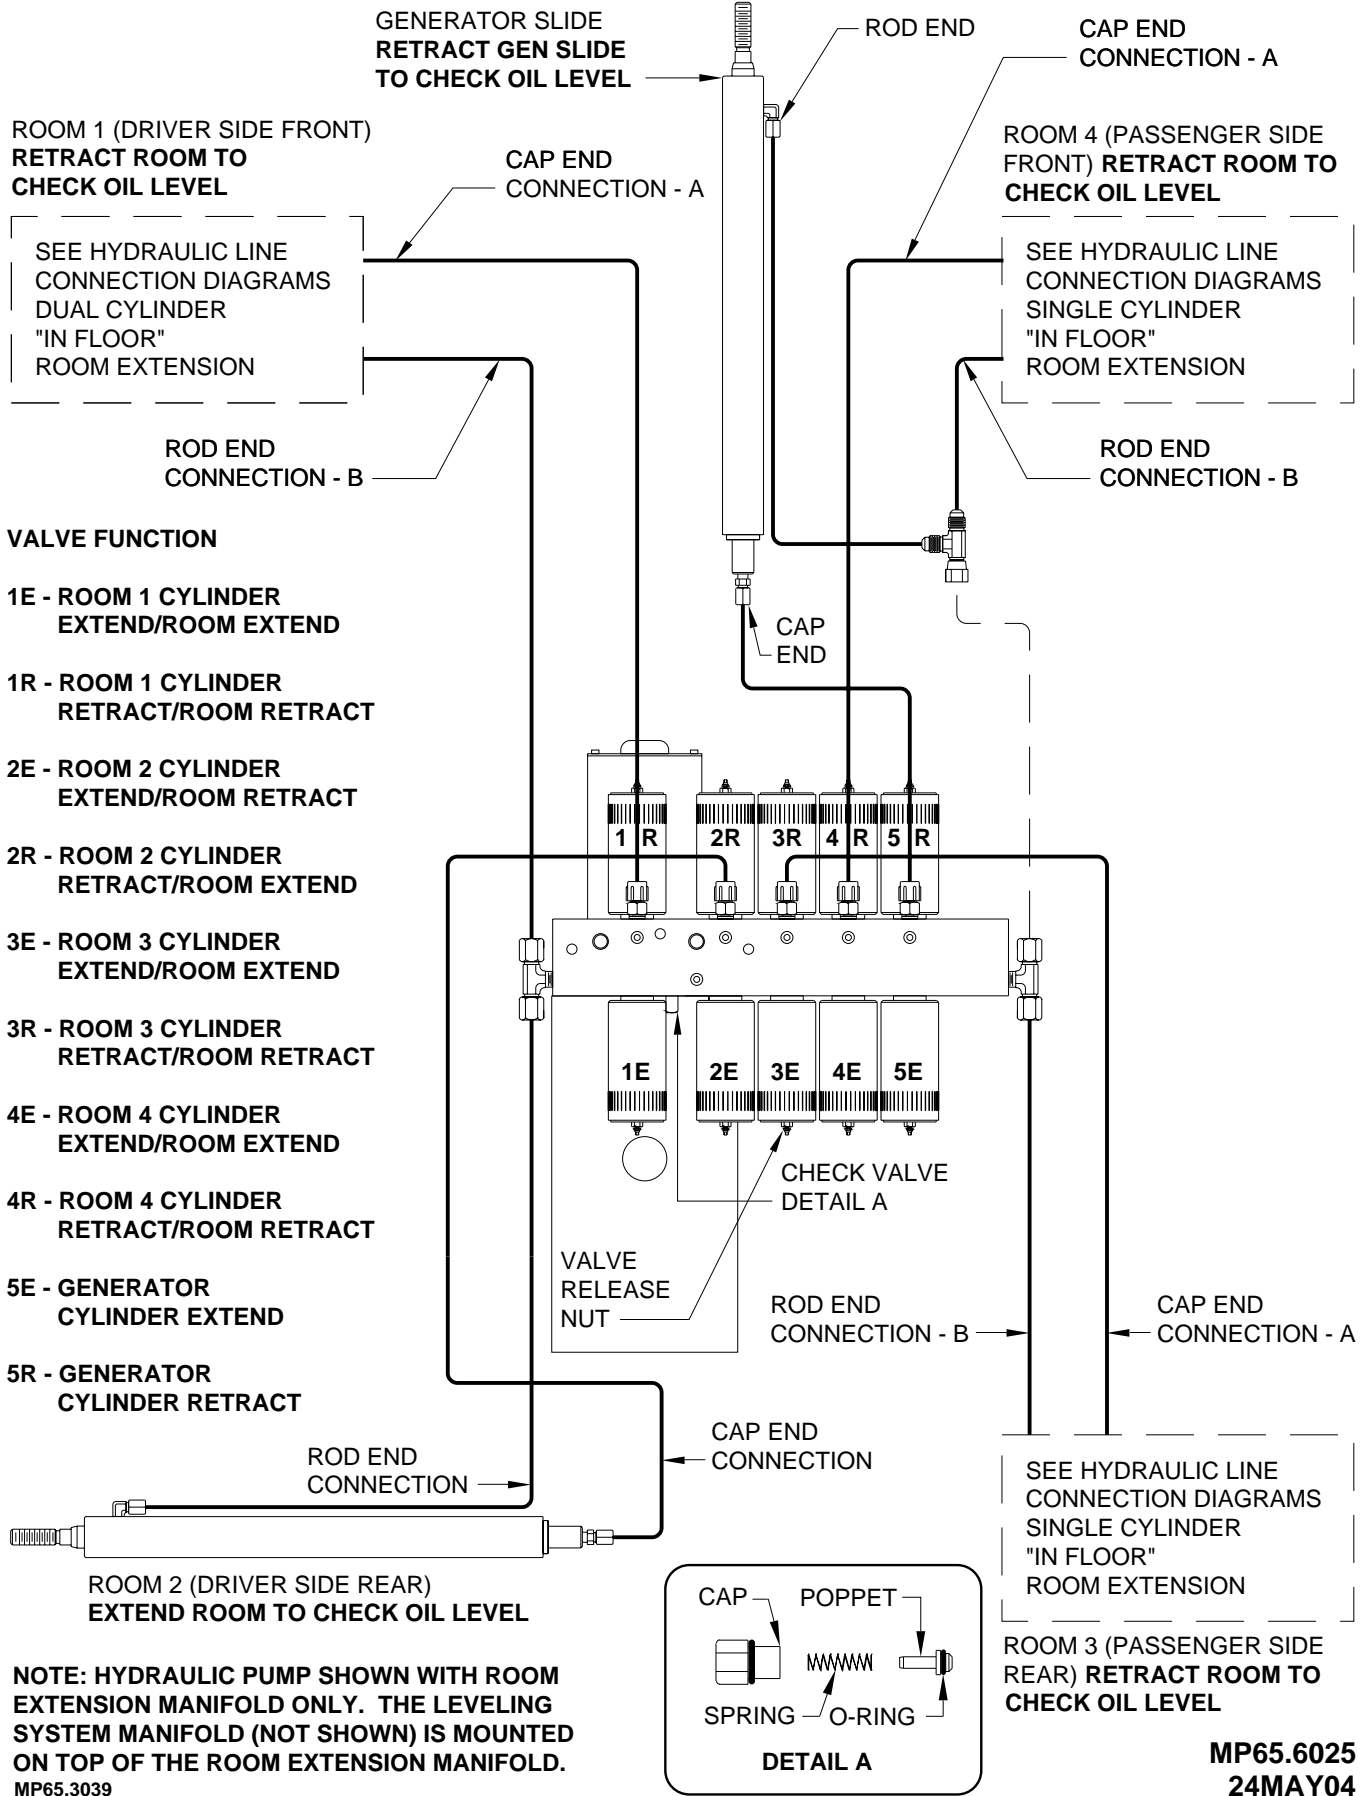 GENERATOR SLIDE
RETRACT GEN SLIDE
TO CHECK OIL LEVEL
ROD END
CAP END
CONNECTION - A
ROOM 1 (DRIVER SIDE FRONT)
RETRACT ROOM TO
CHECK OIL LEVEL
CAP END
CONNECTION - A
ROOM 4 (PASSENGER SIDE
FRONT) RETRACT ROOM TO
CHECK OIL LEVEL
SEE HYDRAULIC LINE
CONNECTION DIAGRAMS
DUAL CYLINDER
"IN FLOOR"
ROOM EXTENSION
SEE HYDRAULIC LINE
CONNECTION DIAGRAMS
SINGLE CYLINDER
"IN FLOOR"
ROOM EXTENSION
ROD END
CONNECTION - B
ROD END
CONNECTION - B
VALVE FUNCTION
1E - ROOM 1 CYLINDER
EXTEND/ROOM EXTEND
1R - ROOM 1 CYLINDER
RETRACT/ROOM RETRACT
2E - ROOM 2 CYLINDER
EXTEND/ROOM RETRACT
2R - ROOM 2 CYLINDER
RETRACT/ROOM EXTEND
3E - ROOM 3 CYLINDER
EXTEND/ROOM EXTEND
3R - ROOM 3 CYLINDER
RETRACT/ROOM RETRACT
4E - ROOM 4 CYLINDER
EXTEND/ROOM EXTEND
4R - ROOM 4 CYLINDER
RETRACT/ROOM RETRACT
5E - GENERATOR
CYLINDER EXTEND
5R - GENERATOR
CYLINDER RETRACT
CAP
END
1 R 2R 3R 4 R 5 R
1E 2E 3E 4E 5E
CHECK VALVE
DETAIL A
VALVE
RELEASE
NUT
ROD END
CONNECTION - B
CAP END
CONNECTION - A
CAP END
CONNECTION
ROD END
CONNECTION
SEE HYDRAULIC LINE
CONNECTION DIAGRAMS
SINGLE CYLINDER
"IN FLOOR"
ROOM EXTENSION
ROOM 2 (DRIVER SIDE REAR)
EXTEND ROOM TO CHECK OIL LEVEL
CAP
POPPET
SPRING
O-RING
DETAIL A
ROOM 3 (PASSENGER SIDE
REAR) RETRACT ROOM TO
CHECK OIL LEVEL
NOTE: HYDRAULIC PUMP SHOWN WITH ROOM
EXTENSION MANIFOLD ONLY. THE LEVELING
SYSTEM MANIFOLD (NOT SHOWN) IS MOUNTED
ON TOP OF THE ROOM EXTENSION MANIFOLD.
MP65.3039
MP65.6025
24MAY04